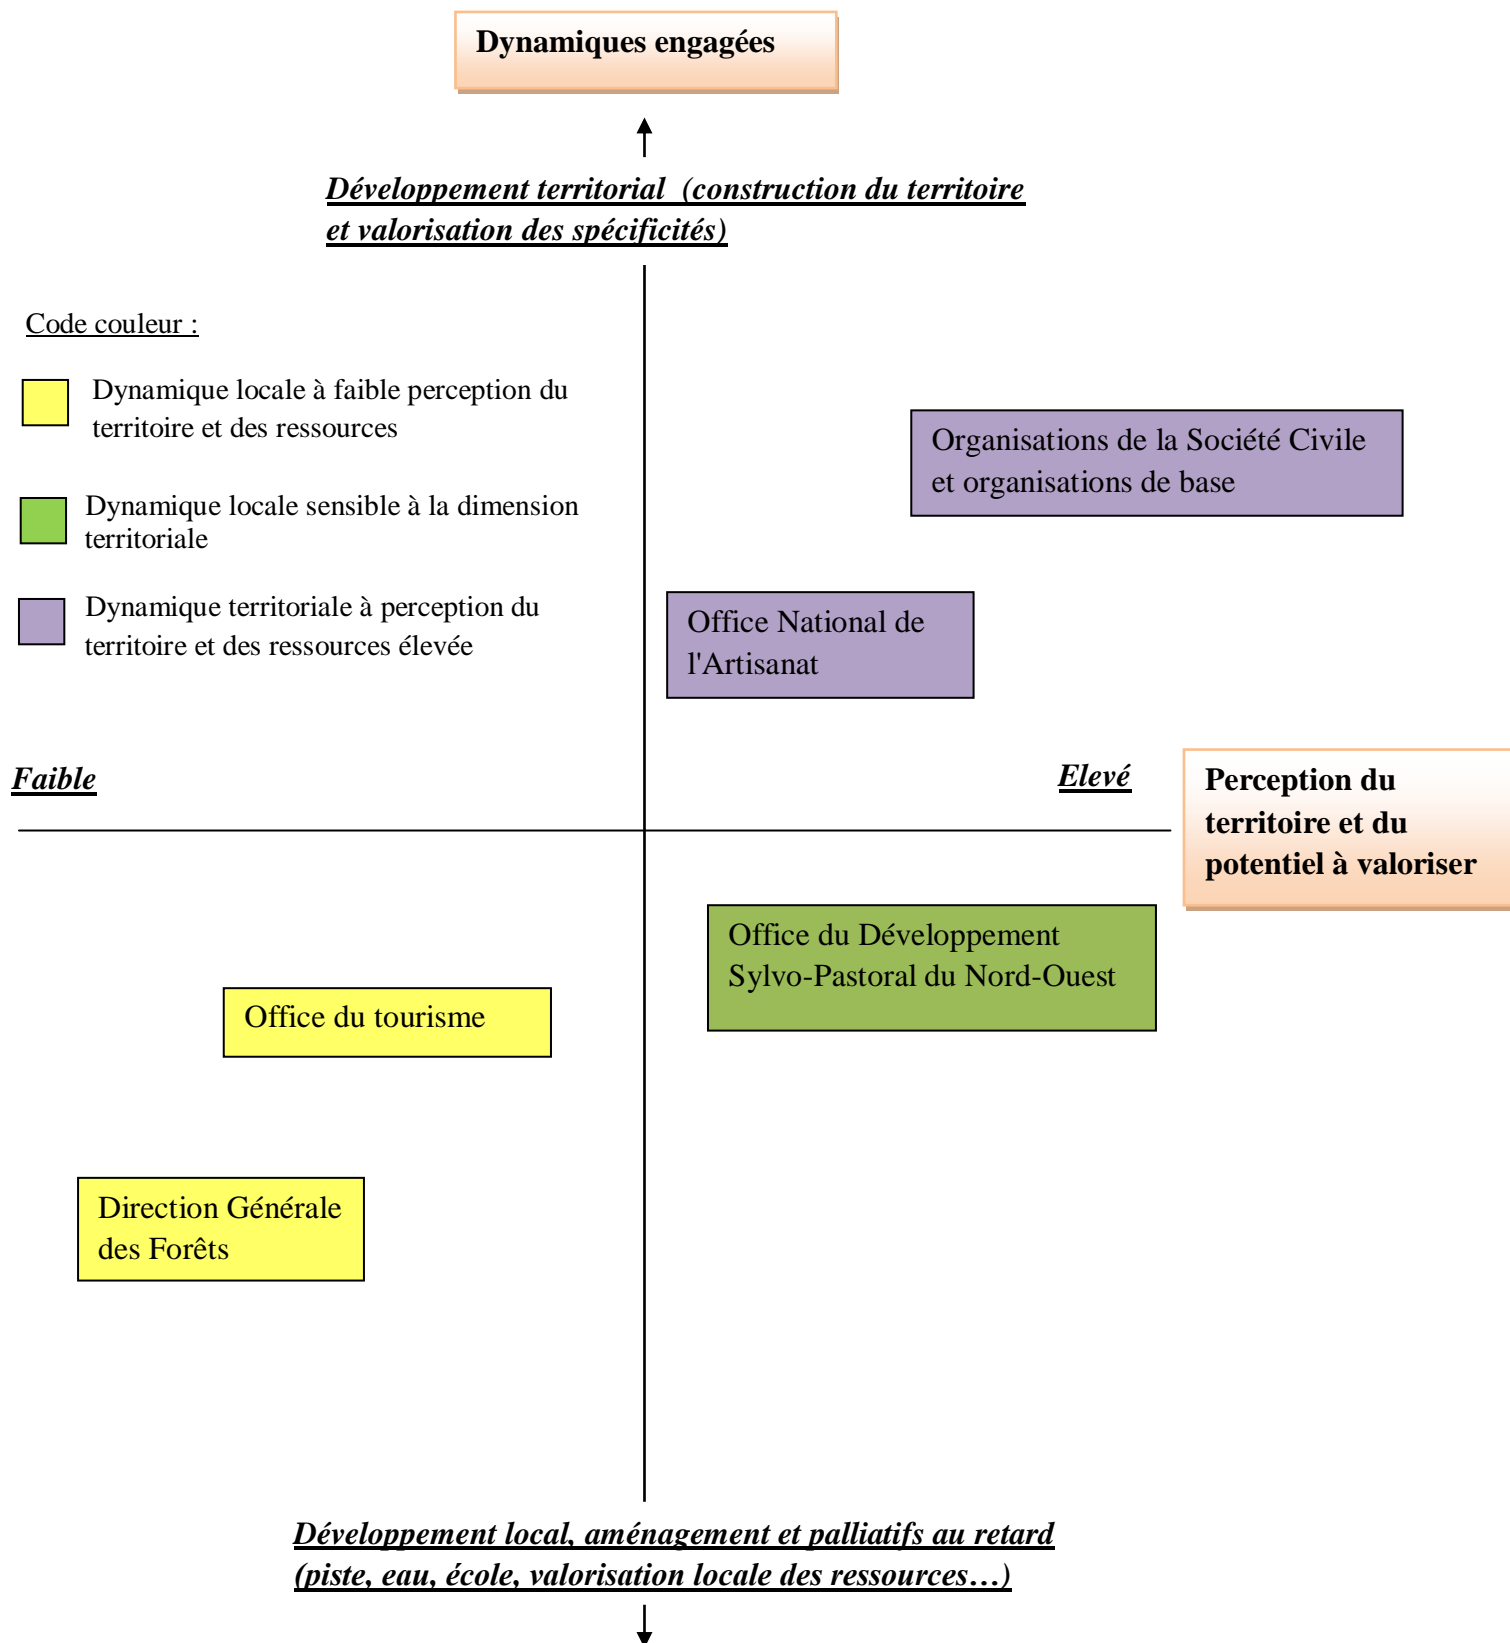 Dynamiques engagées
Développement territorial (construction du territoire
et valorisation des spécificités)
Code couleur :
Dynamique locale à faible perception du
territoire et des ressources
Dynamique locale sensible à la dimension
territoriale
Dynamique territoriale à perception du
territoire et des ressources élevée
Organisations de la Société Civile
et organisations de base
Office National de
l'Artisanat
Faible
Elevé
Perception du
territoire et du
potentiel à valoriser
Office du Développement
Sylvo-Pastoral du Nord-Ouest
Office du tourisme
Direction Générale
des Forêts
Développement local, aménagement et palliatifs au retard
(piste, eau, école, valorisation locale des ressources…)